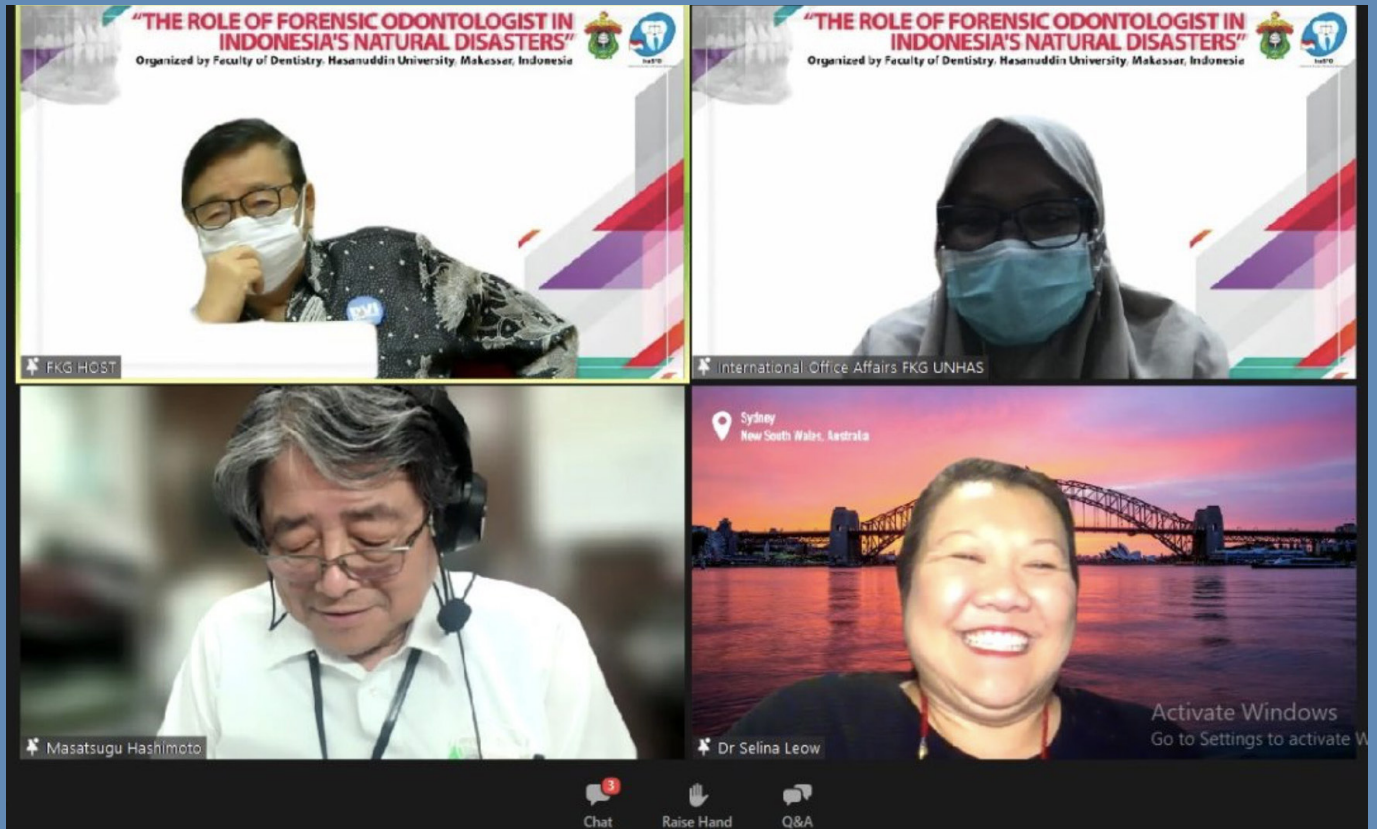 “THE ROLE OF FORENSIC ODONTOLOGIST IN
INDONESIA'S NATURAL DISASTERS”
Organized by Faculty of Dentistry, Hasanuddin University, Makassar, Indonesia
DVI
FKG HOST
“THE ROLE OF FORENSIC ODONTOLOGIST IN
INDONESIA'S NATURAL DISASTERS”
Organized by Faculty of Dentistry, Hasanuddin University, Makassar, Indonesia
International Office Affairs FKG UNHAS
Masatsugu Hashimoto
Sydney
New South Wales, Australia
Dr Selina Leow
Activate Windows
Go to Settings to activate W
3
Chat
Raise Hand
Q&A